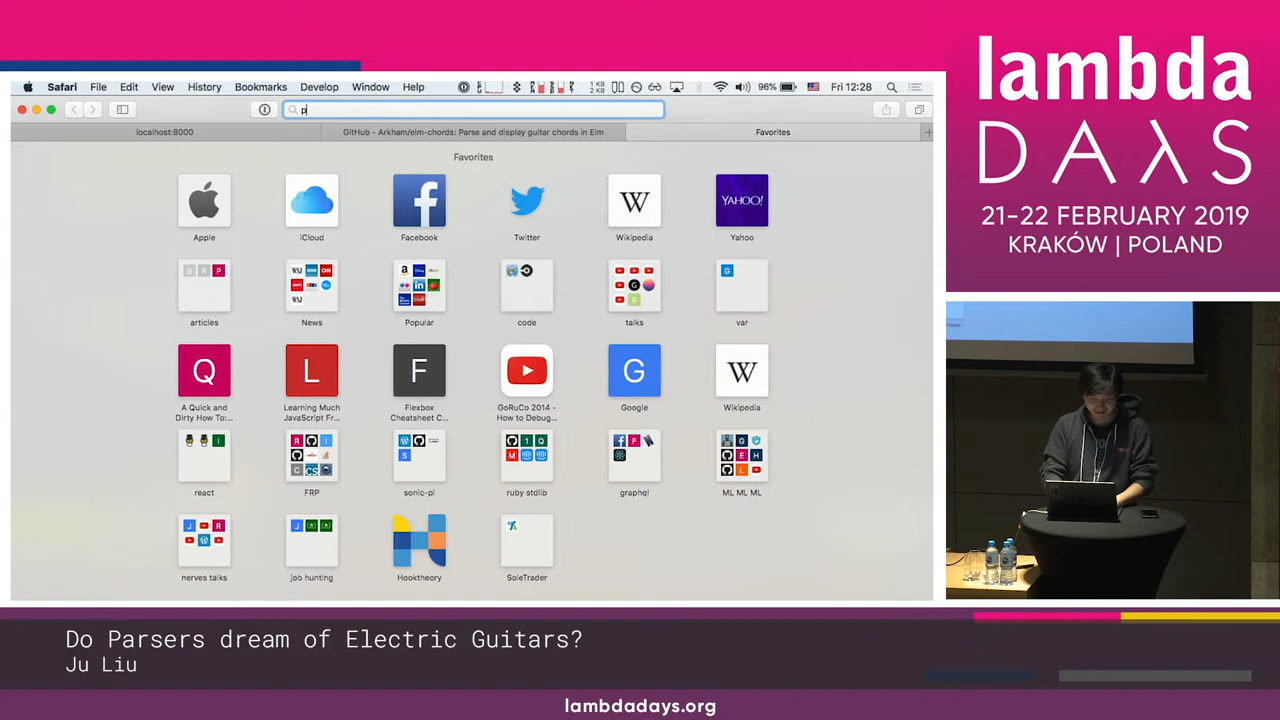 Safari File Edit View History Bookmarks Develop Window Help 96% Fri 12:28
p
localhost:8000 GitHub - Arkham/elm-chords: Parse and display guitar chords in Elm Favorites
Favorites
Apple iCloud Facebook Twitter Wikipedia Yahoo
articles News Popular code talks var
A Quick and Dirty How To:... Learning Much JavaScript Fr... Flexbox Cheatsheet C... GoRuCo 2014 - How to Debug... Google Wikipedia
react FRP sonic-pi ruby stdlib graphql ML ML ML
nerves talks job hunting Hooktheory SoleTrader
lambda
DAλS
21-22 FEBRUARY 2019
KRAKÓW | POLAND
Do Parsers dream of Electric Guitars?
Ju Liu
lambdadays.org